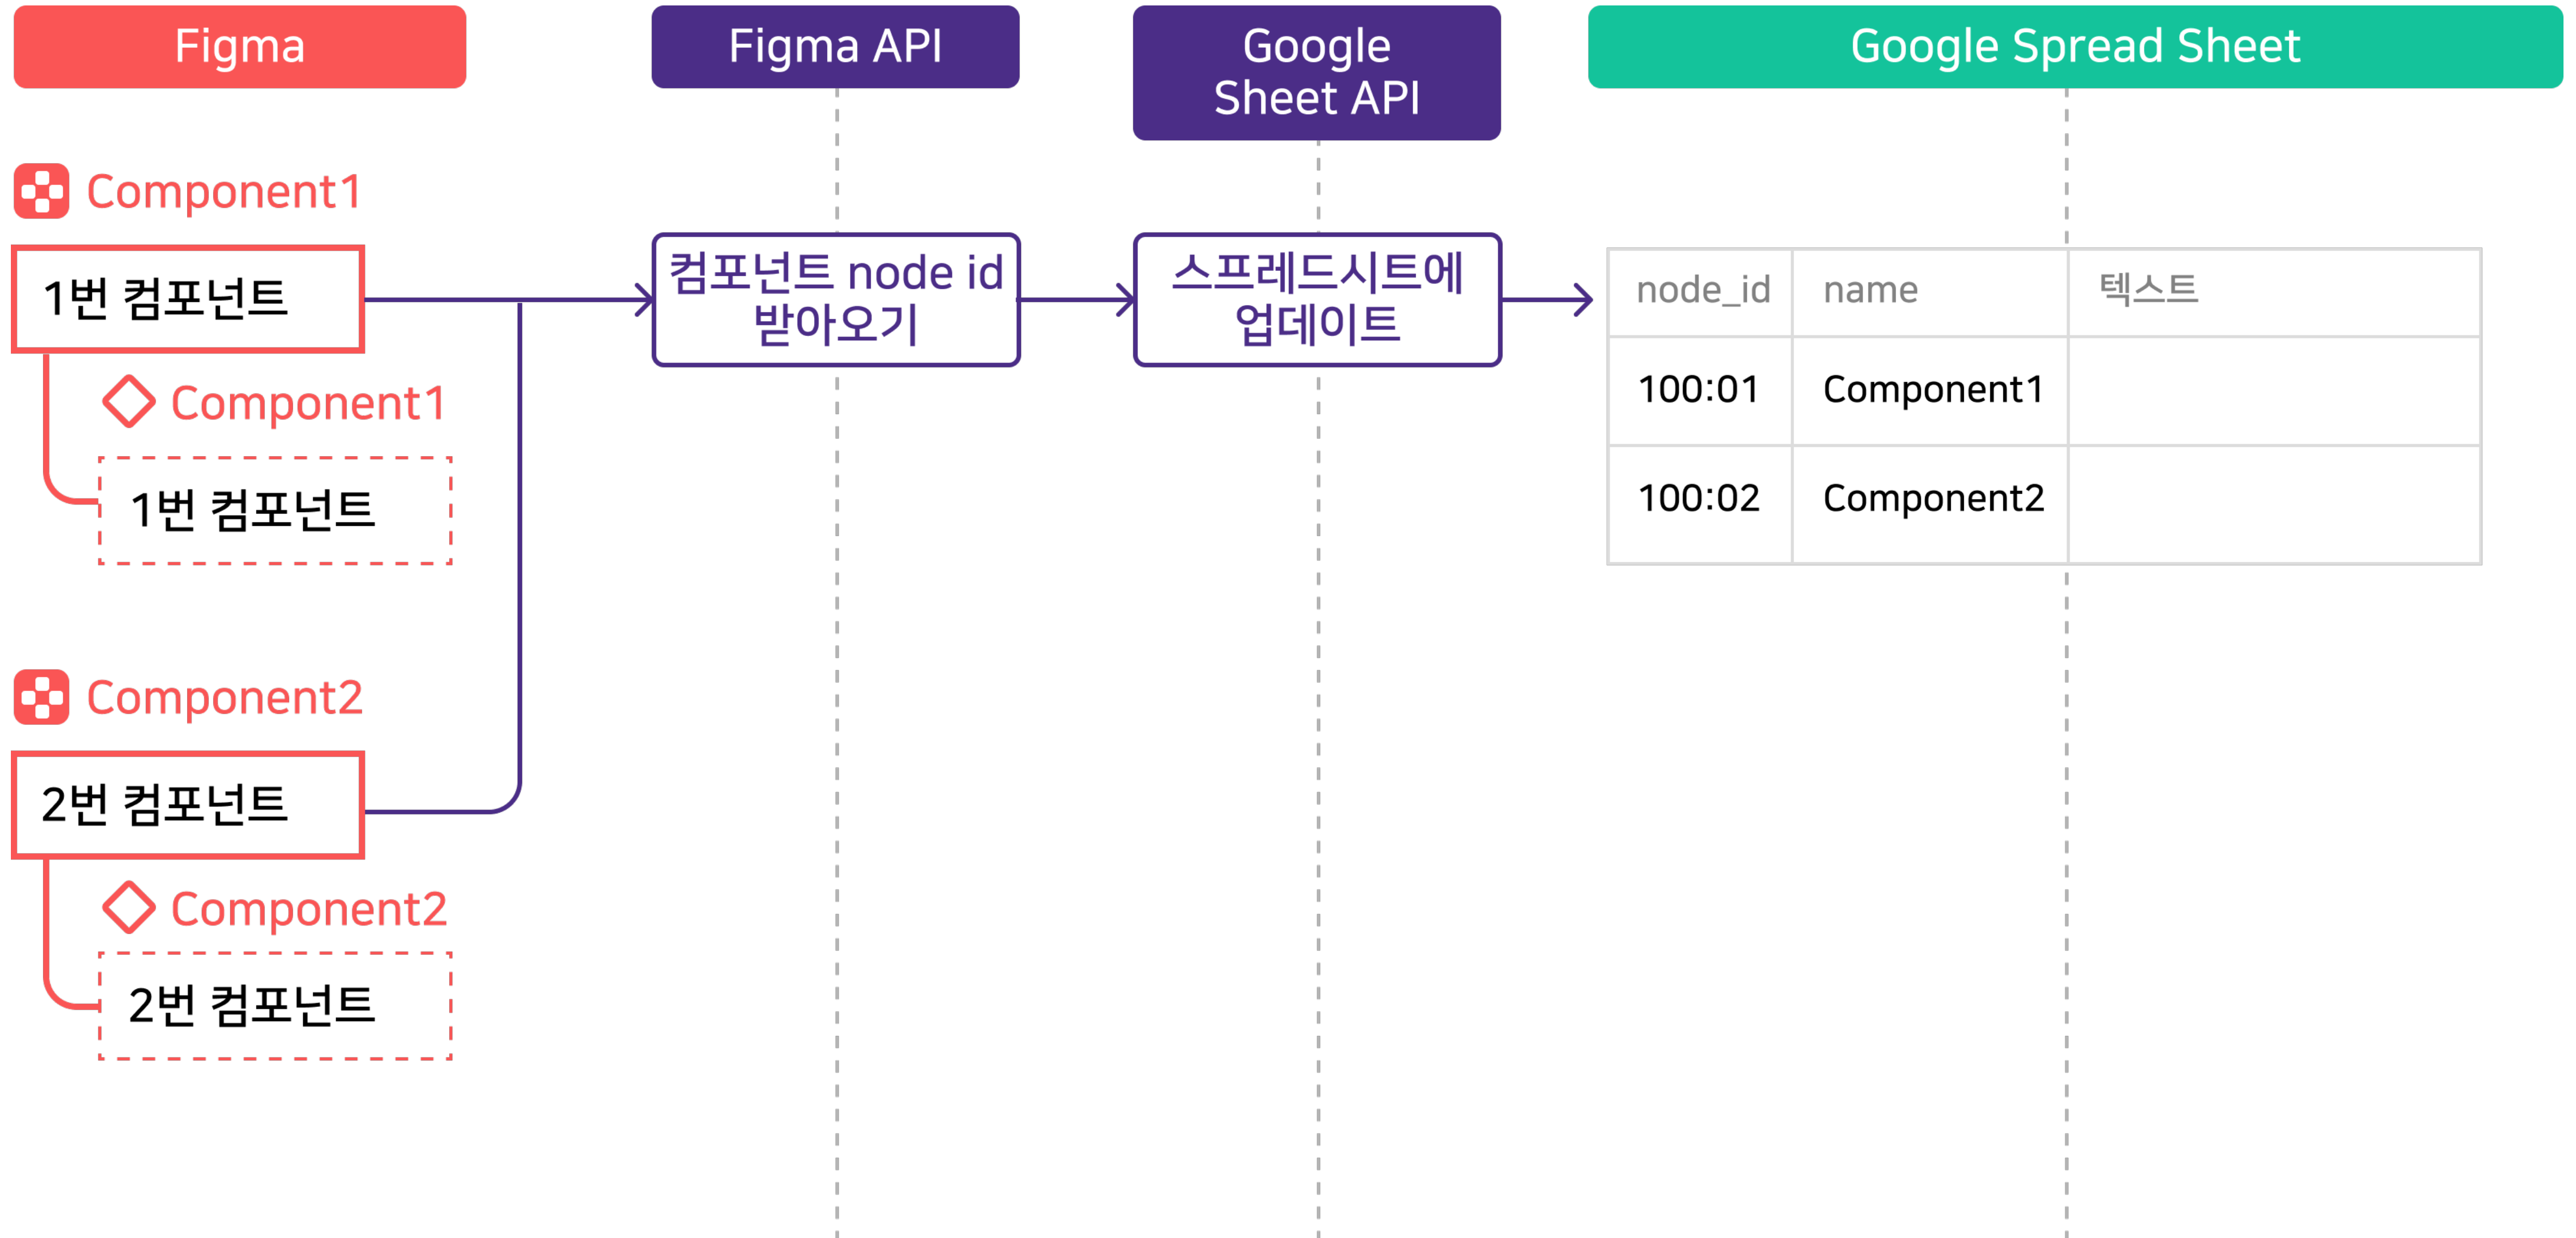 Figma
Figma API
Google
Sheet API
Google Spread Sheet
Component1
1번 컴포넌트
Component1
1번 컴포넌트
Component2
2번 컴포넌트
Component2
2번 컴포넌트
컴포넌트 node id
받아오기
스프레드시트에
업데이트
node_id name 텍스트
100:01 Component1
100:02 Component2